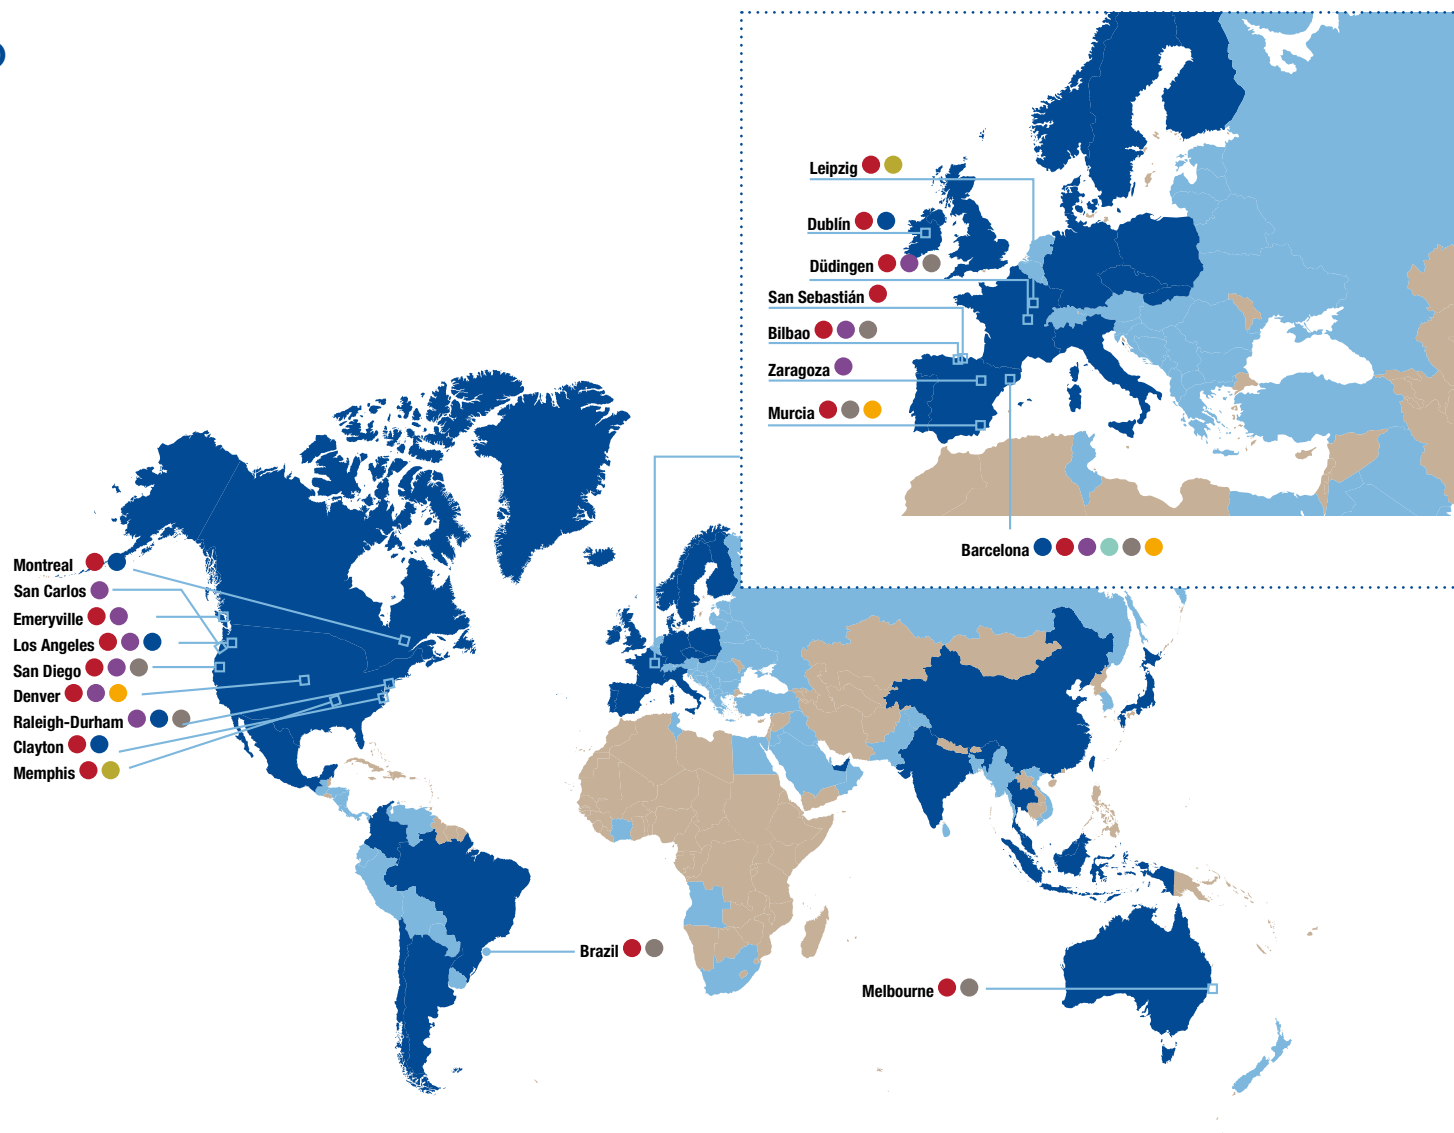 Leipzig
Dublín
Düdingen
San Sebastián
Bilbao
Zaragoza
Murcia
Barcelona
Montreal
San Carlos
Emeryville
Los Angeles
San Diego
Denver
Raleigh-Durham
Clayton
Memphis
Brazil
Melbourne